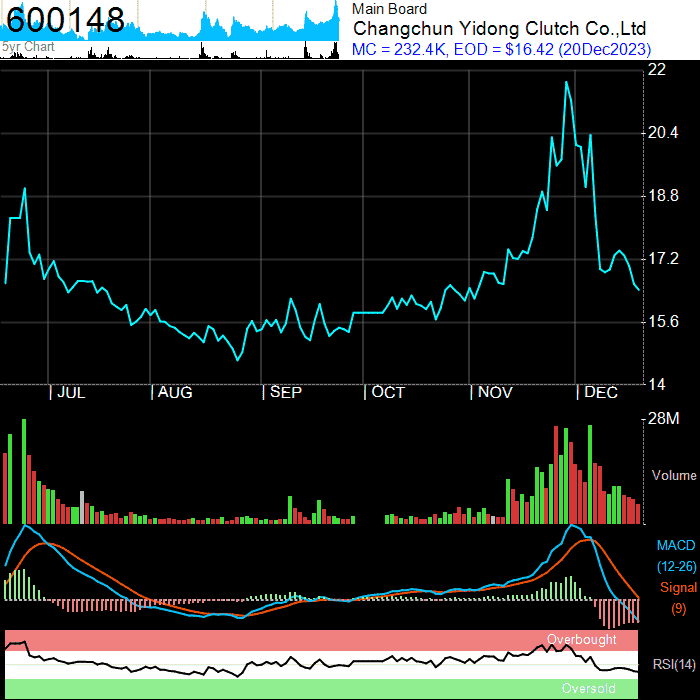 600148
5yr Chart
Main Board
Changchun Yidong Clutch Co.,Ltd
MC = 232.4K, EOD = $16.42 (20Dec2023)
22
20.4
18.8
17.2
15.6
14
JUL AUG SEP OCT NOV DEC
28M
Volume
MACD
(12-26)
Signal
(9)
Overbought
RSI(14)
Oversold